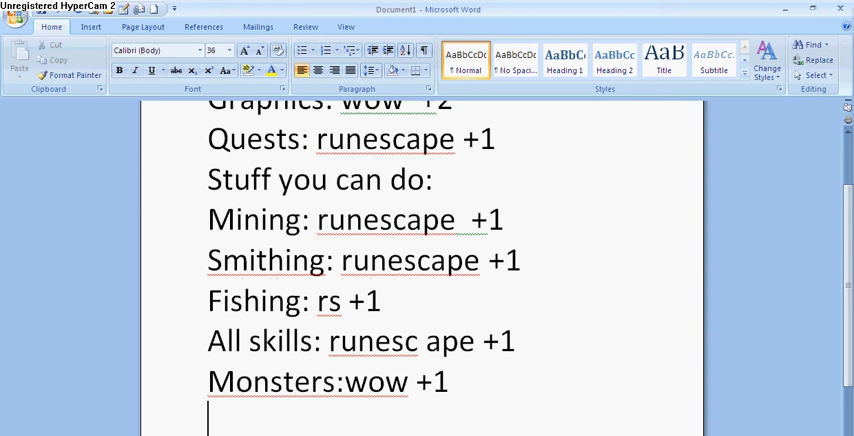 Unregistered HyperCam 2
Document1 - Microsoft Word
Home Insert Page Layout References Mailings Review View
Cut
Copy
Format Painter
Paste
Clipboard
Calibri (Body) 36
Font
Paragraph
AaBbCcDc AaBbCcDc AaBbC AaBbCc AaB AaBbCc.
¶ Normal ¶ No Spaci... Heading 1 Heading 2 Title Subtitle
Change Styles
Styles
Find
Replace
Select
Editing
Graphics: wow +2
Quests: runescape +1
Stuff you can do:
Mining: runescape +1
Smithing: runescape +1
Fishing: rs +1
All skills: runesc ape +1
Monsters:wow +1